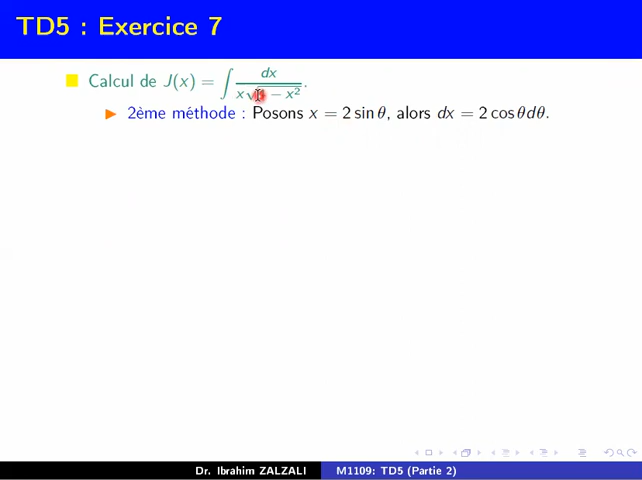 TD5 : Exercice 7
Calcul de J(x) = ∫ dx / x√ − x².
2ème méthode : Posons x = 2 sin θ, alors dx = 2 cos θdθ.
Dr. Ibrahim ZALZALI M1109: TD5 (Partie 2)